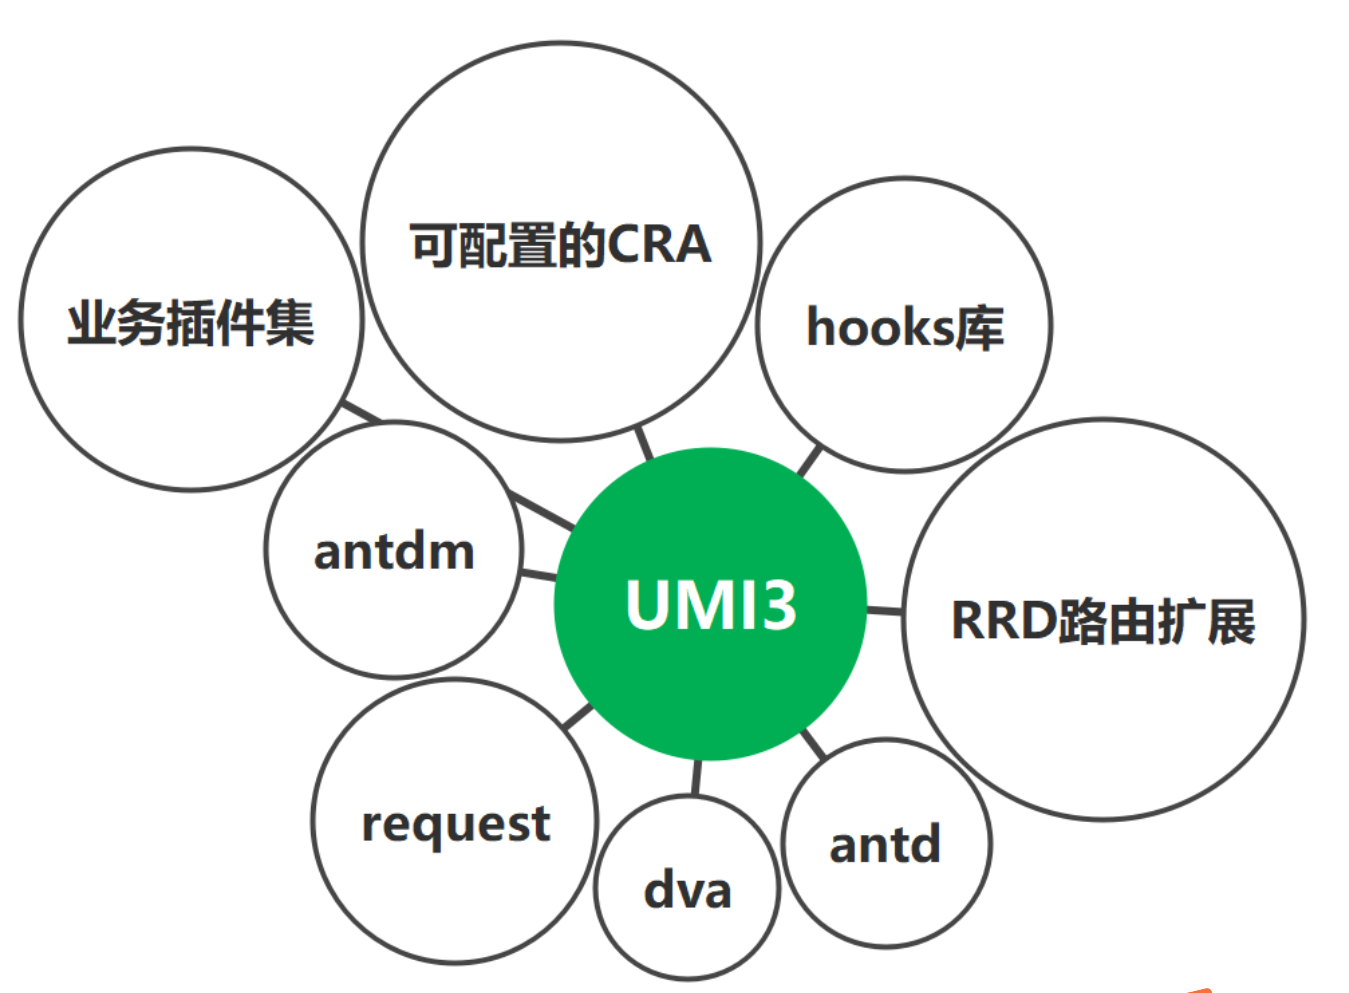 可配置的CRA
业务插件集
hooks库
antdm
UMI3
RRD路由扩展
request
antd
dva